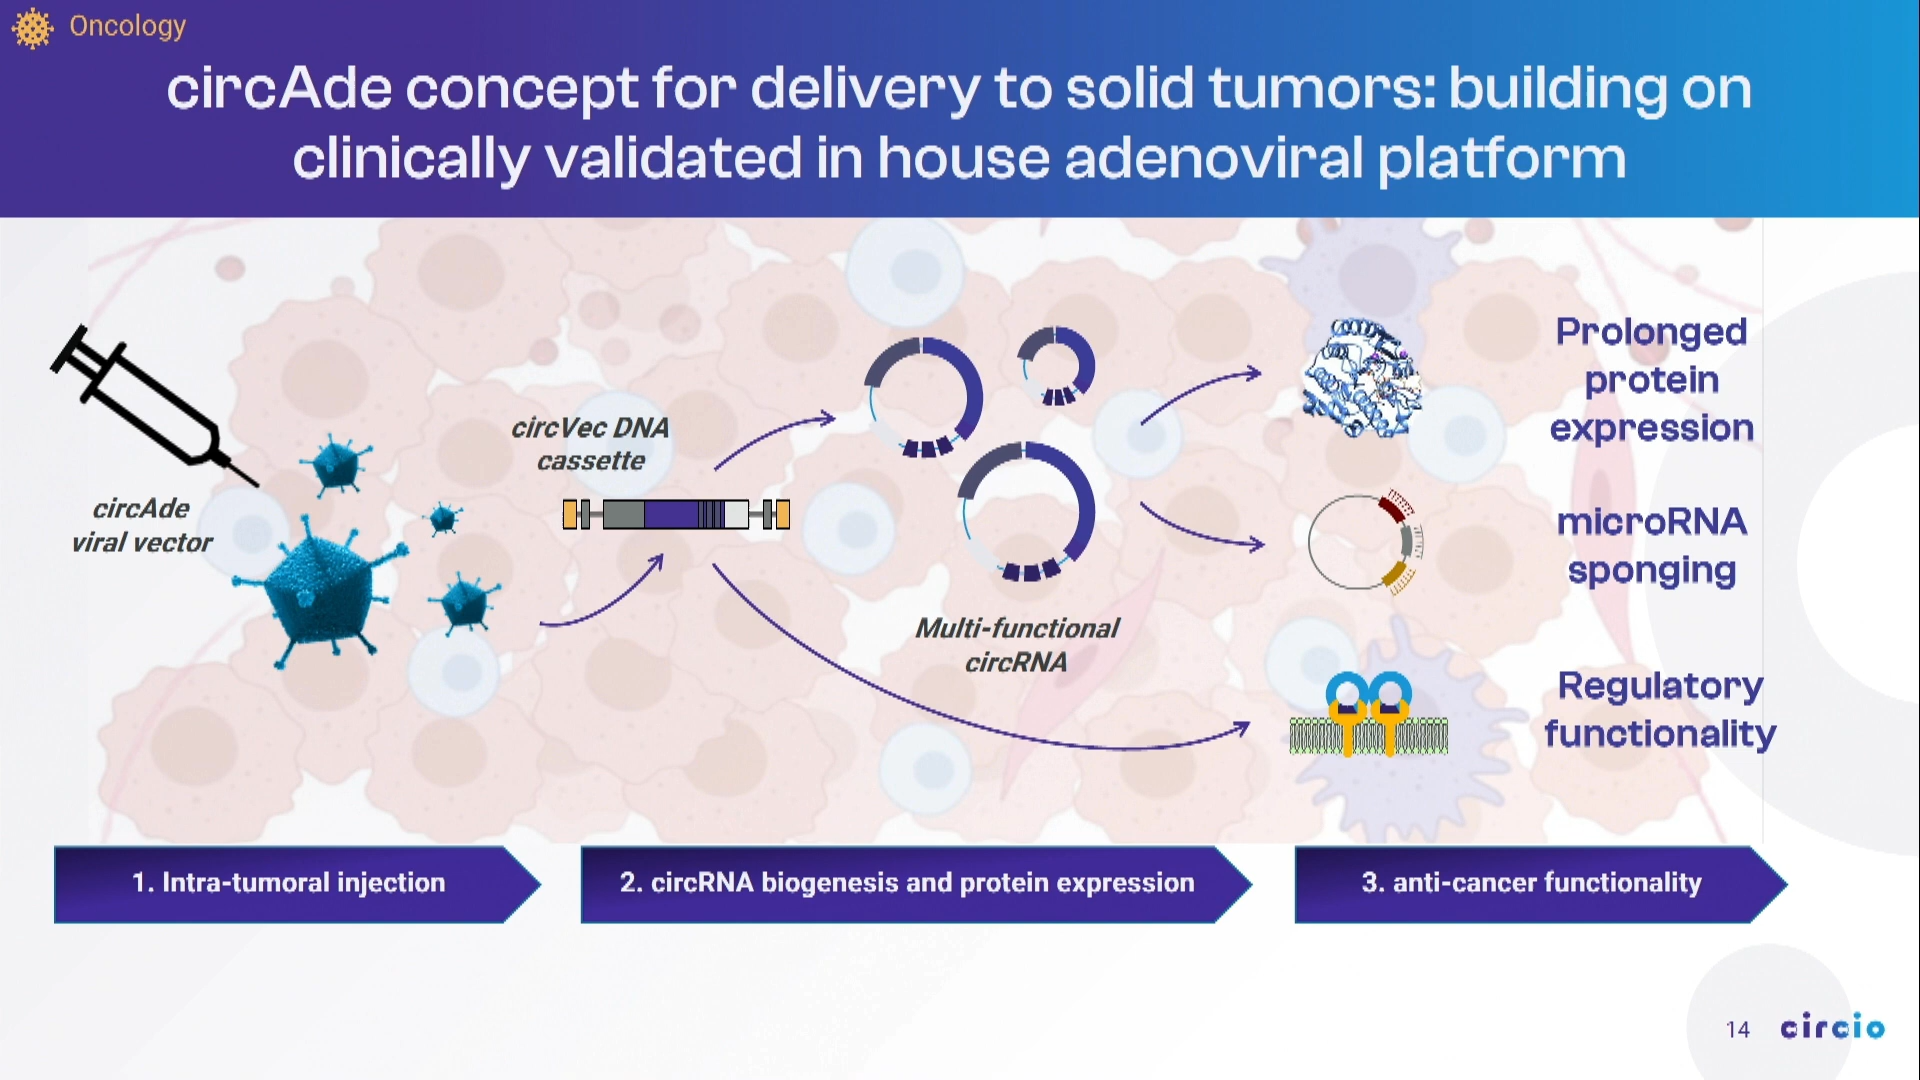 Oncology
circAde concept for delivery to solid tumors: building on
clinically validated in house adenoviral platform
circAde
viral vector
circVec DNA
cassette
Multi-functional
circRNA
Prolonged
protein
expression
microRNA
sponging
Regulatory
functionality
1. Intra-tumoral injection
2. circRNA biogenesis and protein expression
3. anti-cancer functionality
14
circio